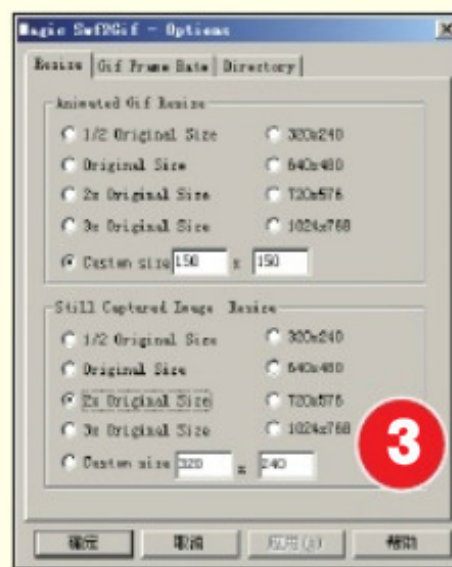 Magic Swf2Gif - Options
Resize Gif Frame Rate Directory
Animated Gif Resize
1/2 Original Size 320x240
Original Size 640x480
2x Original Size 720x576
3x Original Size 1024x768
Custom size 150 x 150
Still Captured Image Resize
1/2 Original Size 320x240
Original Size 640x480
2x Original Size 720x576
3x Original Size 1024x768
Custom size 320 x 240
3
确定 取消 应用(A) 帮助